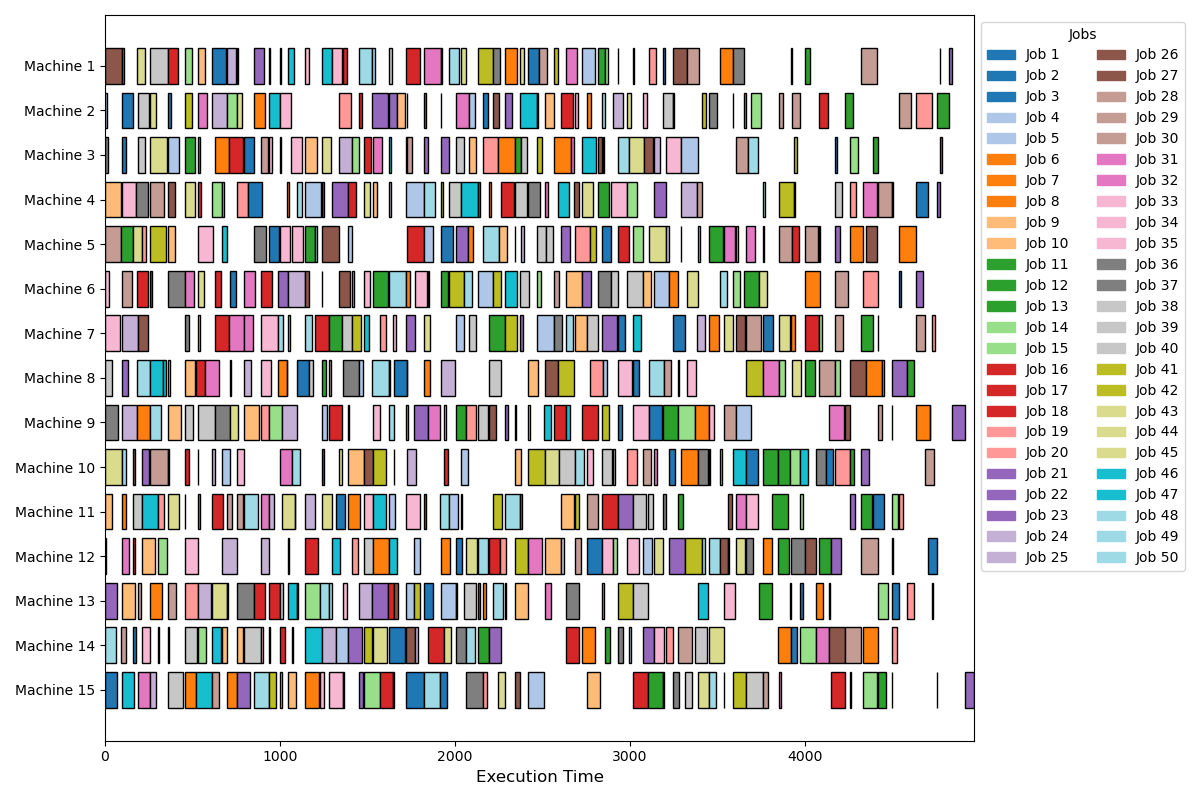 Machine 1
Machine 2
Machine 3
Machine 4
Machine 5
Machine 6
Machine 7
Machine 8
Machine 9
Machine 10
Machine 11
Machine 12
Machine 13
Machine 14
Machine 15
0 1000 2000 3000 4000
Execution Time
Jobs
Job 1
Job 2
Job 3
Job 4
Job 5
Job 6
Job 7
Job 8
Job 9
Job 10
Job 11
Job 12
Job 13
Job 14
Job 15
Job 16
Job 17
Job 18
Job 19
Job 20
Job 21
Job 22
Job 23
Job 24
Job 25
Job 26
Job 27
Job 28
Job 29
Job 30
Job 31
Job 32
Job 33
Job 34
Job 35
Job 36
Job 37
Job 38
Job 39
Job 40
Job 41
Job 42
Job 43
Job 44
Job 45
Job 46
Job 47
Job 48
Job 49
Job 50